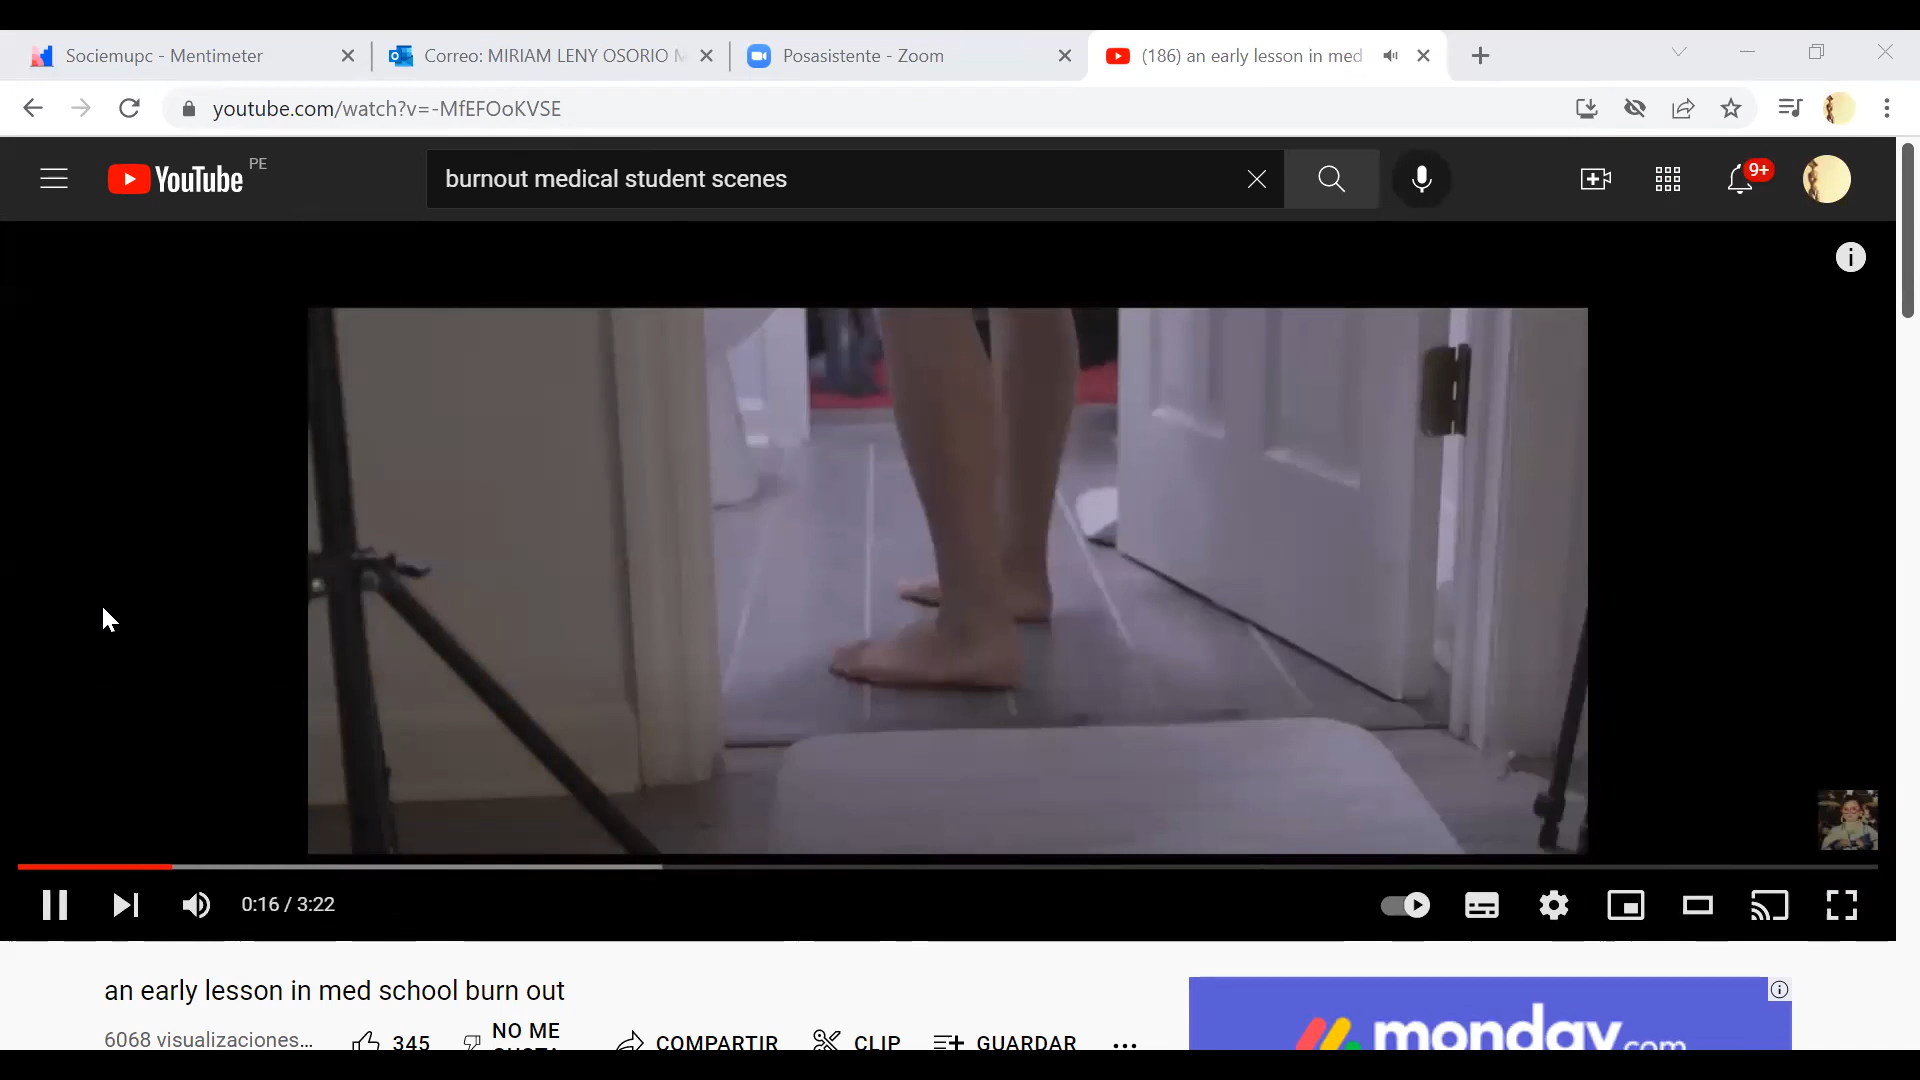 Sociemupc - Mentimeter
Correo: MIRIAM LENY OSORIO
Posasistente - Zoom
(186) an early lesson in med
youtube.com/watch?v=-MfEFOoKVSE
YouTube PE
burnout medical student scenes
9+
0:16 / 3:22
an early lesson in med school burn out
6068 visualizaciones...
345
NO ME
GUSTA
COMPARTIR
CLIP
GUARDAR
monday.com